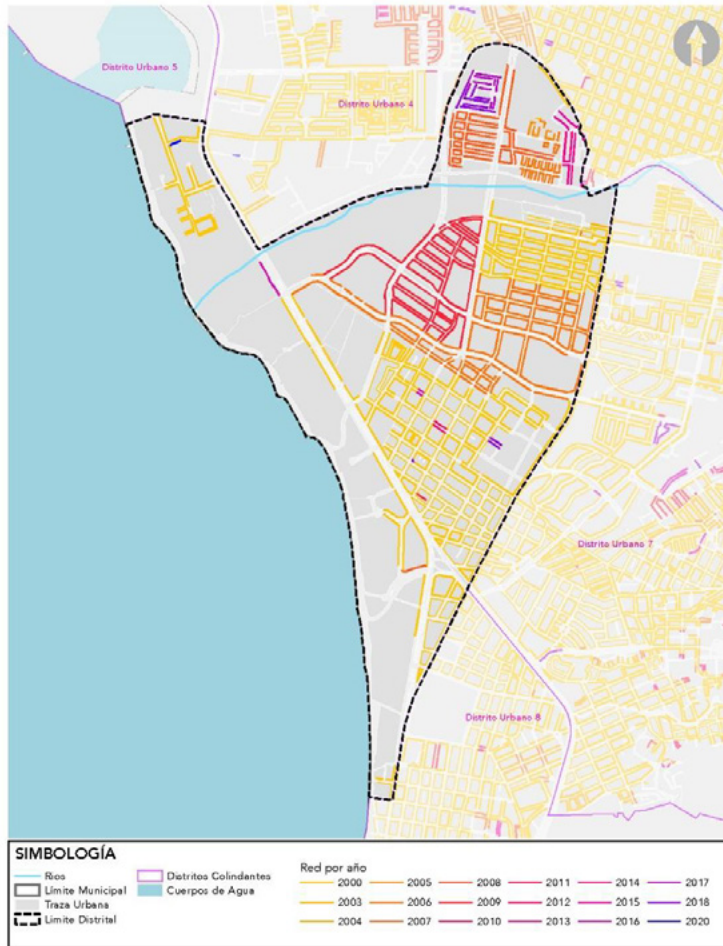 Distrito Urbano 5
Distrito Urbano 4
Distrito Urbano 7
Distrito Urbano 8
SIMBOLOGÍA
Rios
Límite Municipal
Traza Urbana
Limite Distrital
Distritos Colindantes
Cuerpos de Agua
Red por año
2000 2005 2008 2011 2014 2017
2003 2006 2009 2012 2015 2018
2004 2007 2010 2013 2016 2020